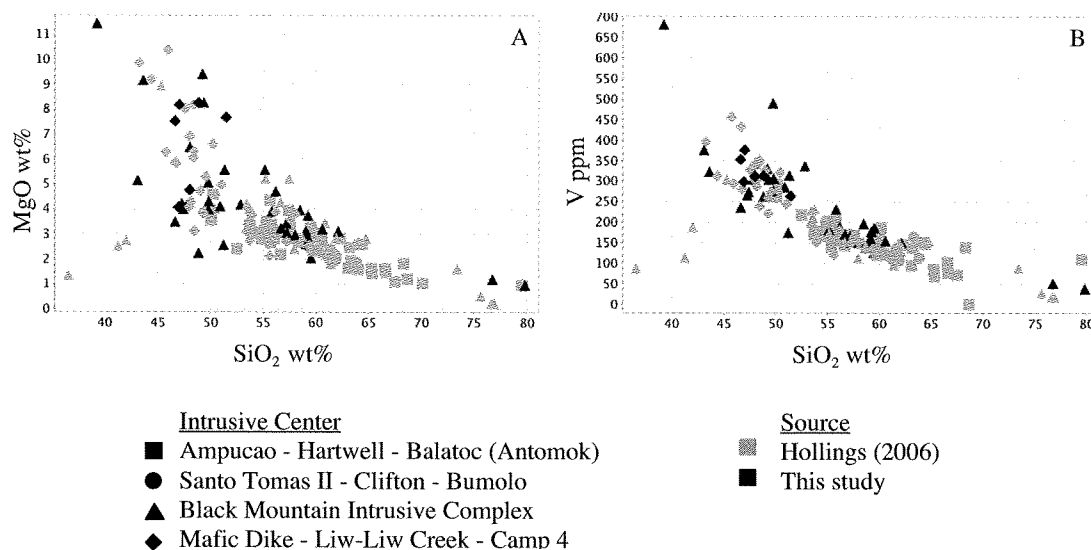 A
B
MgO wt%
11
10
9
8
7
6
5
4
3
2
1
0
40 45 50 55 60 65 70 75 80
SiO₂ wt%
V ppm
700
650
600
550
500
450
400
350
300
250
200
150
100
50
0
40 45 50 55 60 65 70 75 80
SiO₂ wt%
Intrusive Center
Ampucao - Hartwell - Balatoc (Antomok)
Santo Tomas II - Clifton - Bumolo
Black Mountain Intrusive Complex
Mafic Dike - Liw-Liw Creek - Camp 4
Source
Hollings (2006)
This study